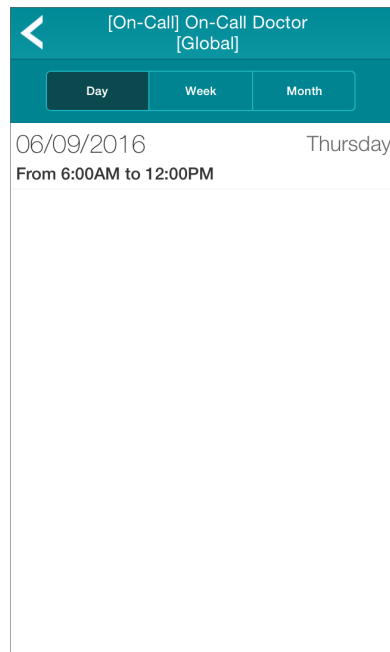 [On-Call] On-Call Doctor
[Global]
Day Week Month
06/09/2016 Thursday
From 6:00AM to 12:00PM